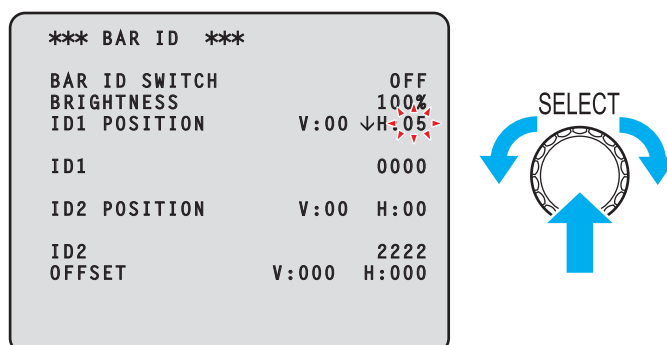 *** BAR ID ***
BAR ID SWITCH OFF
BRIGHTNESS 100%
ID1 POSITION V:00 ↓H:05
ID1 0000
ID2 POSITION V:00 H:00
ID2 2222
OFFSET V:000 H:000
SELECT